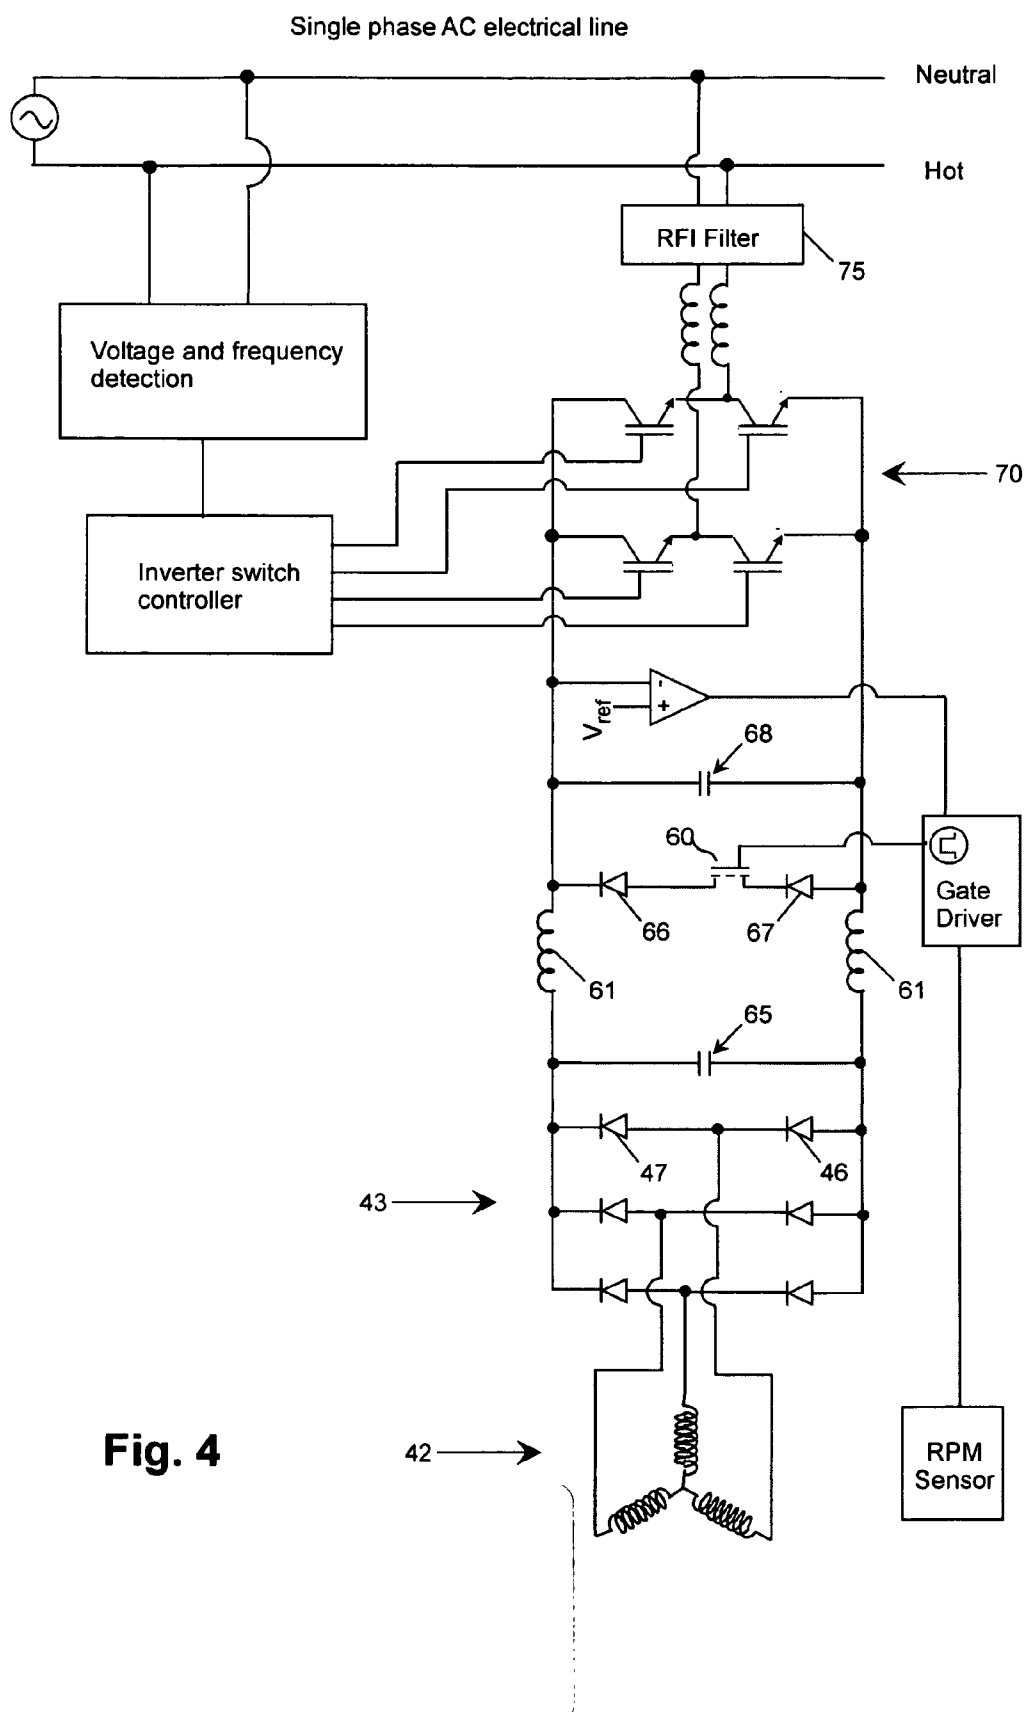 Single phase AC electrical line
Neutral
Hot
RFI Filter
75
Voltage and frequency
detection
70
Inverter switch
controller
-
+
Vref
68
60
Gate
Driver
66
67
61
61
65
47
46
43
Fig. 4
42
RPM
Sensor